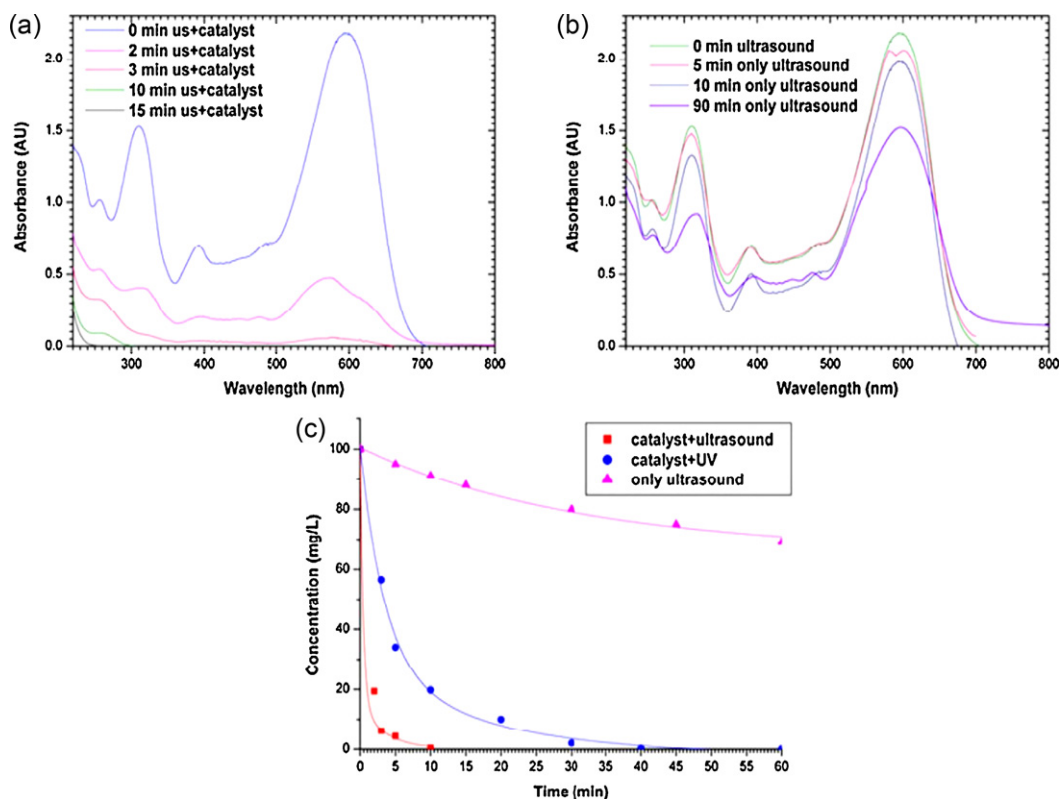 (a)
0 min us+catalyst
2 min us+catalyst
3 min us+catalyst
10 min us+catalyst
15 min us+catalyst
Absorbance (AU)
2.0
1.5
1.0
0.5
0.0
300 400 500 600 700 800
Wavelength (nm)
(b)
0 min ultrasound
5 min only ultrasound
10 min only ultrasound
90 min only ultrasound
Absorbance (AU)
2.0
1.5
1.0
0.5
0.0
300 400 500 600 700 800
Wavelength (nm)
(c)
catalyst+ultrasound
catalyst+UV
only ultrasound
Concentration (mg/L)
100
80
60
40
20
0
0 5 10 15 20 25 30 35 40 45 50 55 60
Time (min)